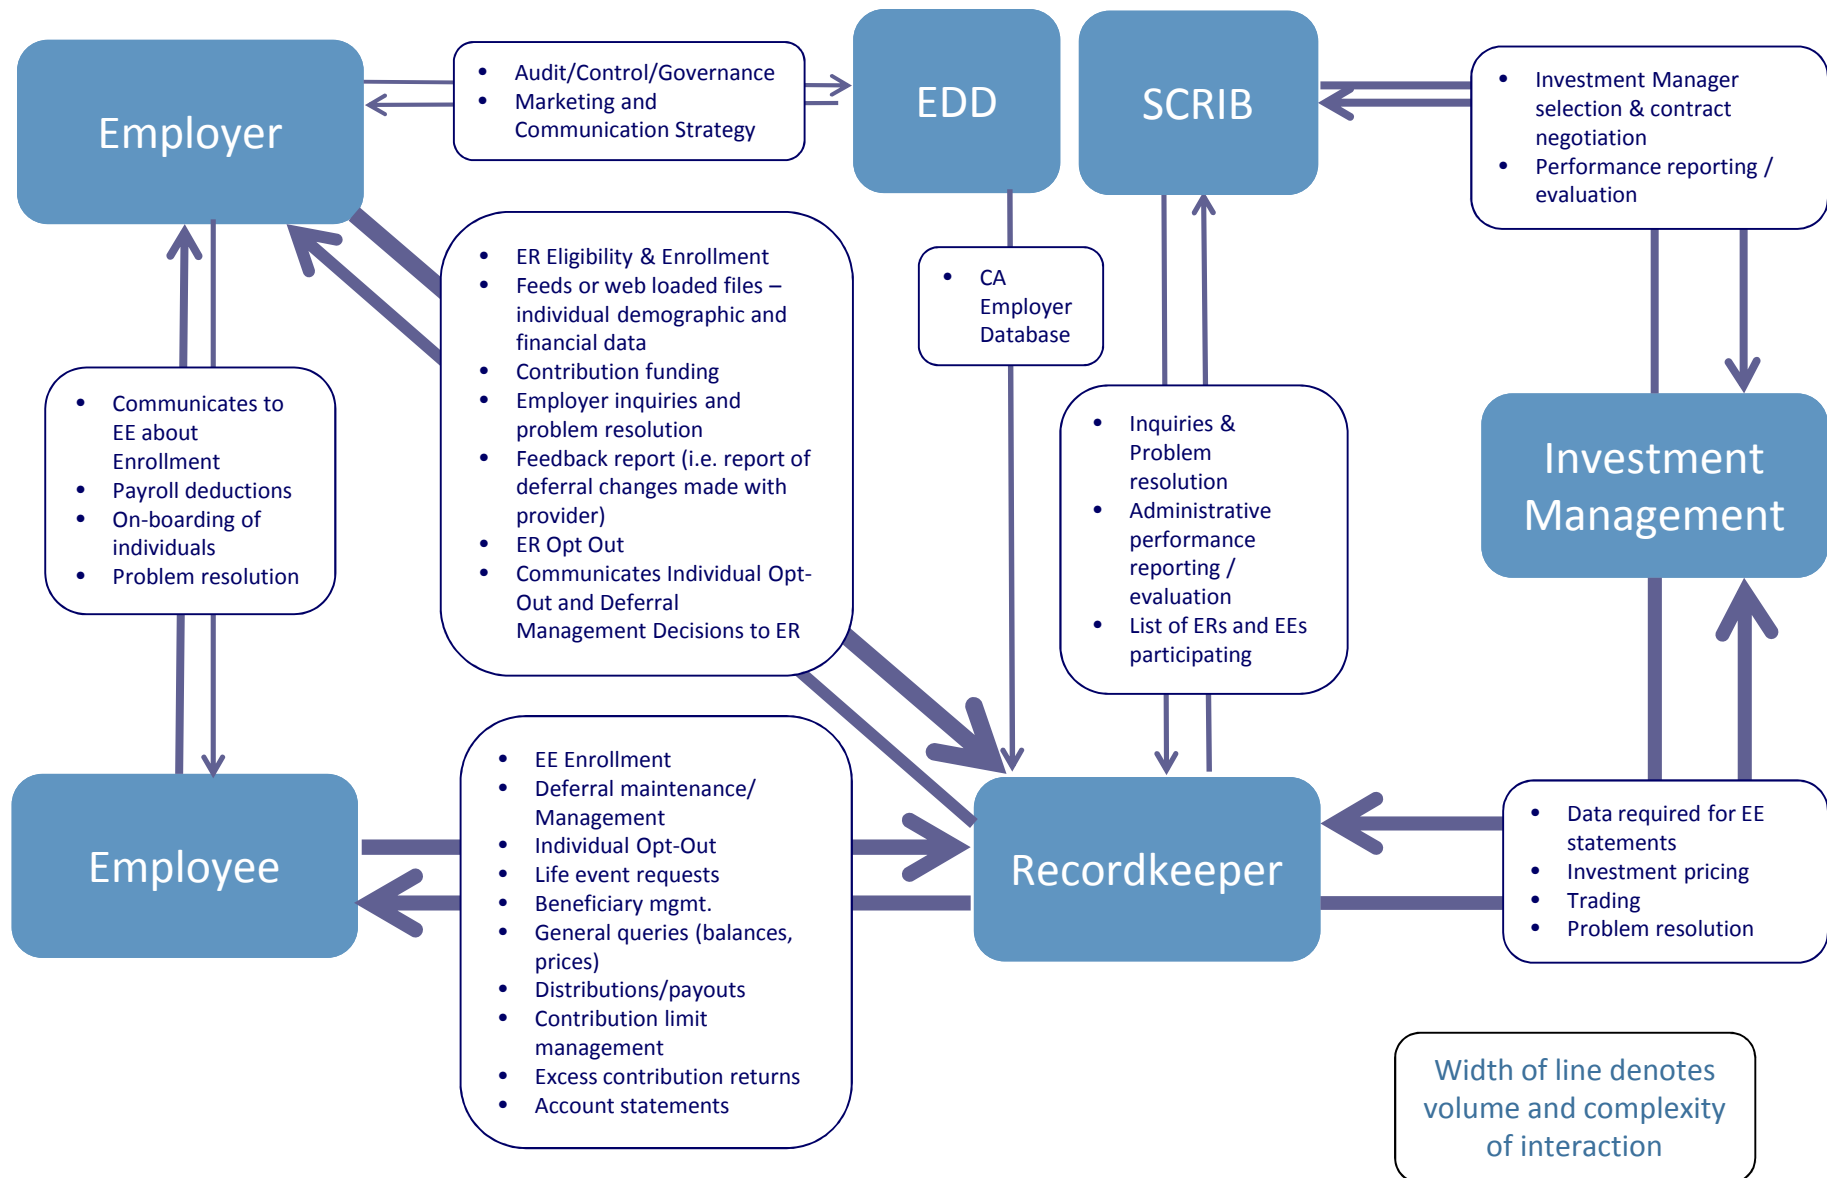 Employer
• Audit/Control/Governance
• Marketing and
Communication Strategy
EDD
SCRIB
• Investment Manager
selection & contract
negotiation
• Performance reporting /
evaluation
• ER Eligibility & Enrollment
• Feeds or web loaded files –
individual demographic and
financial data
• Contribution funding
• Employer inquiries and
problem resolution
• Feedback report (i.e. report of
deferral changes made with
provider)
• ER Opt Out
• Communicates Individual Opt-
Out and Deferral
Management Decisions to ER
• CA
Employer
Database
• Communicates to
EE about
Enrollment
• Payroll deductions
• On-boarding of
individuals
• Problem resolution
• Inquiries &
Problem
resolution
• Administrative
performance
reporting /
evaluation
• List of ERs and EEs
participating
Investment
Management
Employee
• EE Enrollment
• Deferral maintenance/
Management
• Individual Opt-Out
• Life event requests
• Beneficiary mgmt.
• General queries (balances,
prices)
• Distributions/payouts
• Contribution limit
management
• Excess contribution returns
• Account statements
Recordkeeper
• Data required for EE
statements
• Investment pricing
• Trading
• Problem resolution
Width of line denotes
volume and complexity
of interaction